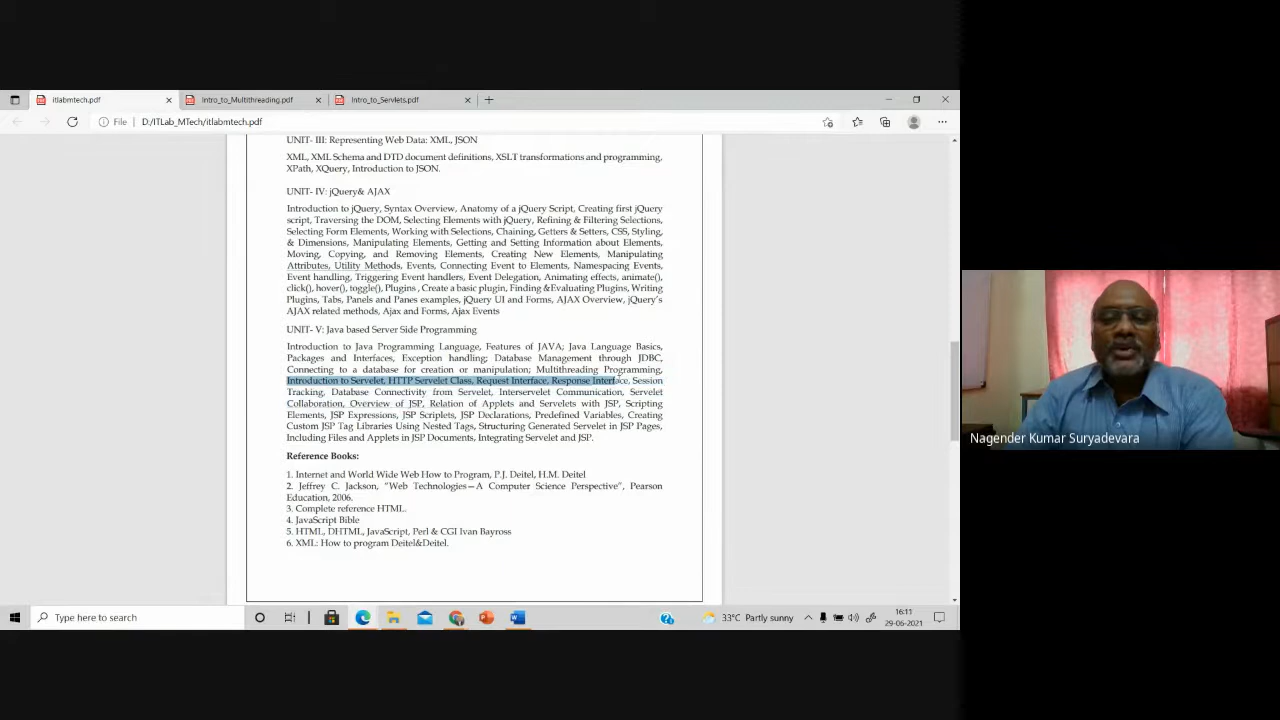 itlabmtech.pdf
Intro_to_Multithreading.pdf
Intro_to_Servlets.pdf
File
D:/ITLab_MTech/itlabmtech.pdf
UNIT- III: Representing Web Data: XML, JSON
XML, XML Schema and DTD document definitions, XSLT transformations and programming,
XPath, XQuery, Introduction to JSON.
UNIT- IV: jQuery& AJAX
Introduction to jQuery, Syntax Overview, Anatomy of a jQuery Script, Creating first jQuery
script, Traversing the DOM, Selecting Elements with jQuery, Refining & Filtering Selections,
Selecting Form Elements, Working with Selections, Chaining, Getters & Setters, CSS, Styling,
& Dimensions, Manipulating Elements, Getting and Setting Information about Elements,
Moving, Copying, and Removing Elements, Creating New Elements, Manipulating
Attributes, Utility Methods, Events, Connecting Event to Elements, Namespacing Events,
Event handling, Triggering Event handlers, Event Delegation, Animating effects, animate(),
click(), hover(), toggle(), Plugins , Create a basic plugin, Finding &Evaluating Plugins, Writing
Plugins, Tabs, Panels and Panes examples, jQuery UI and Forms, AJAX Overview, jQuery's
AJAX related methods, Ajax and Forms, Ajax Events
UNIT- V: Java based Server Side Programming
Introduction to Java Programming Language, Features of JAVA; Java Language Basics,
Packages and Interfaces, Exception handling; Database Management through JDBC,
Connecting to a database for creation or manipulation; Multithreading Programming,
Introduction to Servelet, HTTP Servelet Class, Request Interface, Response Interface, Session
Tracking, Database Connectivity from Servelet, Interservelet Communication, Servelet
Collaboration, Overview of JSP, Relation of Applets and Servelets with JSP, Scripting
Elements, JSP Expressions, JSP Scriplets, JSP Declarations, Predefined Variables, Creating
Custom JSP Tag Libraries Using Nested Tags, Structuring Generated Servelet in JSP Pages,
Including Files and Applets in JSP Documents, Integrating Servelet and JSP.
Reference Books:
1. Internet and World Wide Web How to Program, P.J. Deitel, H.M. Deitel
2. Jeffrey C. Jackson, “Web Technologies—A Computer Science Perspective”, Pearson
Education, 2006.
3. Complete reference HTML.
4. JavaScript Bible
5. HTML, DHTML, JavaScript, Perl & CGI Ivan Bayross
6. XML: How to program Deitel&Deitel.
Nagender Kumar Suryadevara
Type here to search
33°C Partly sunny
16:11
29-06-2021